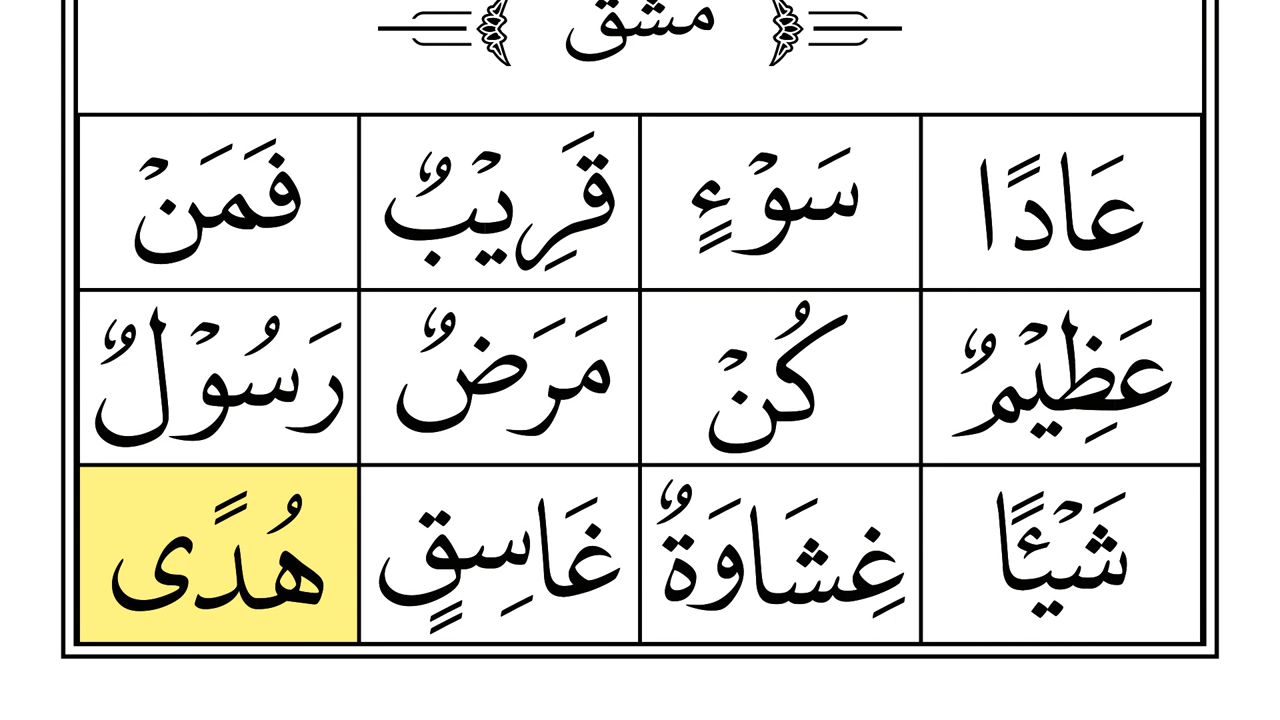 مشق
عَادًا سَوْءٍ قَرِيْبٌ فَمَنْ
عَظِيْمٌ كُنْ مَرَضٌ رَسُوْلٌ
شَيْئًا غِشَاوَةٌ غَاسِقٍ هُدًى